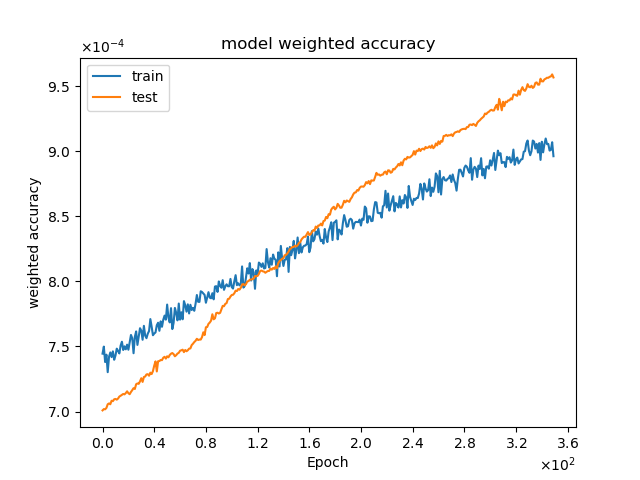 ×10⁻⁴
model weighted accuracy
train
test
9.5
9.0
8.5
8.0
7.5
7.0
weighted accuracy
0.0 0.4 0.8 1.2 1.6 2.0 2.4 2.8 3.2 3.6
Epoch
×10²